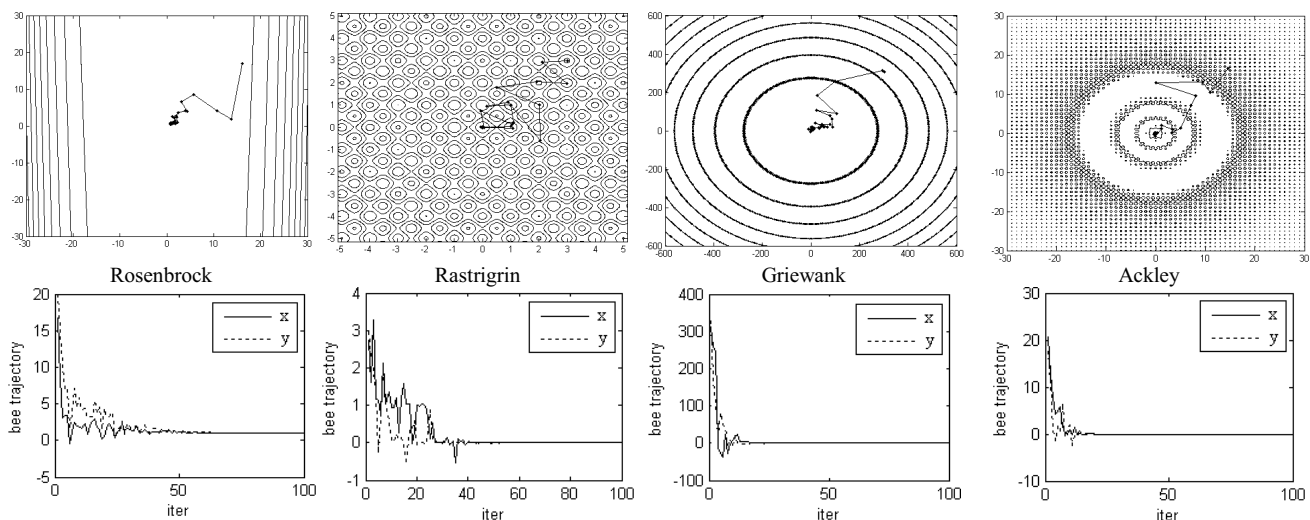 30
20
10
0
-10
-20
-30
-30 -20 -10 0 10 20 30
Rosenbrock
5
4
3
2
1
0
-1
-2
-3
-4
-5
-5 -4 -3 -2 -1 0 1 2 3 4 5
Rastrigrin
600
400
200
0
-200
-400
-600
-600 -400 -200 0 200 400 600
Griewank
30
20
10
0
-10
-20
-30
-30 -20 -10 0 10 20 30
Ackley
bee trajectory
20
15
10
5
0
-5
x
y
0 50 100
iter
bee trajectory
4
3
2
1
0
-1
x
y
0 20 40 60 80 100
iter
bee trajectory
400
300
200
100
0
-100
x
y
0 50 100
iter
bee trajectory
30
20
10
0
-10
x
y
0 50 100
iter